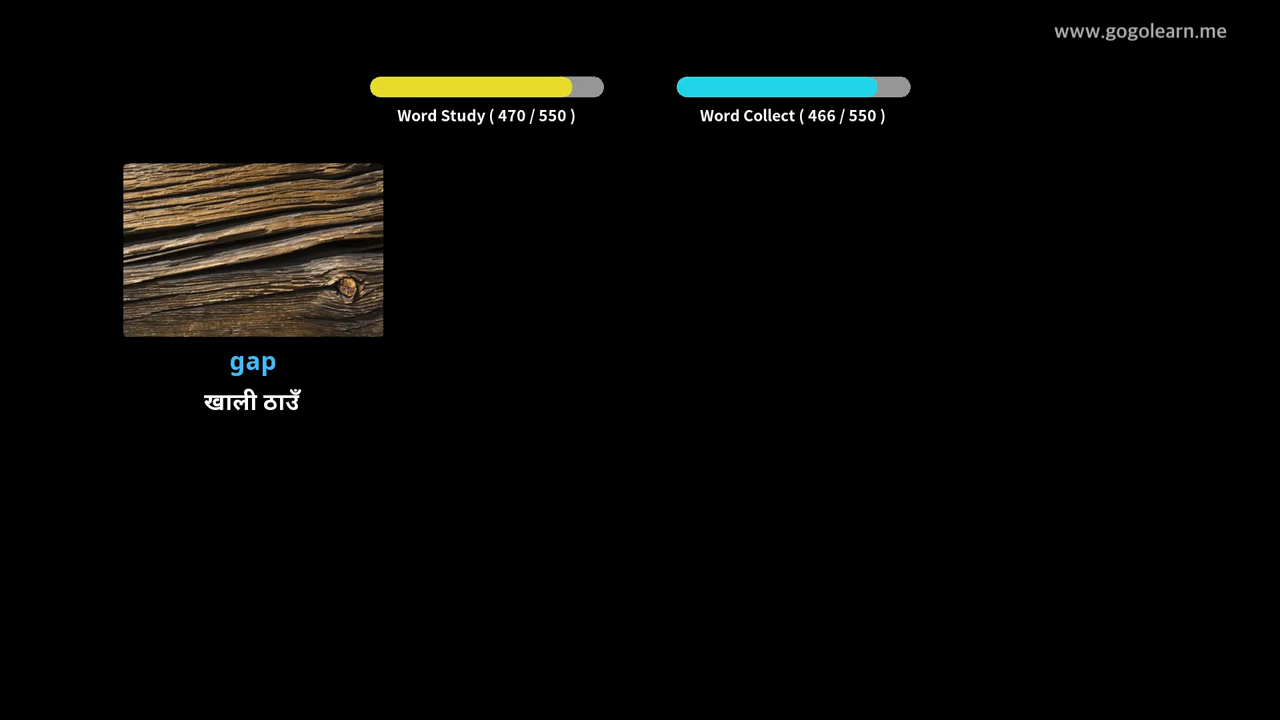 www.gogolearn.me
Word Study ( 470 / 550 )
Word Collect ( 466 / 550 )
gap
खाली ठाउँ